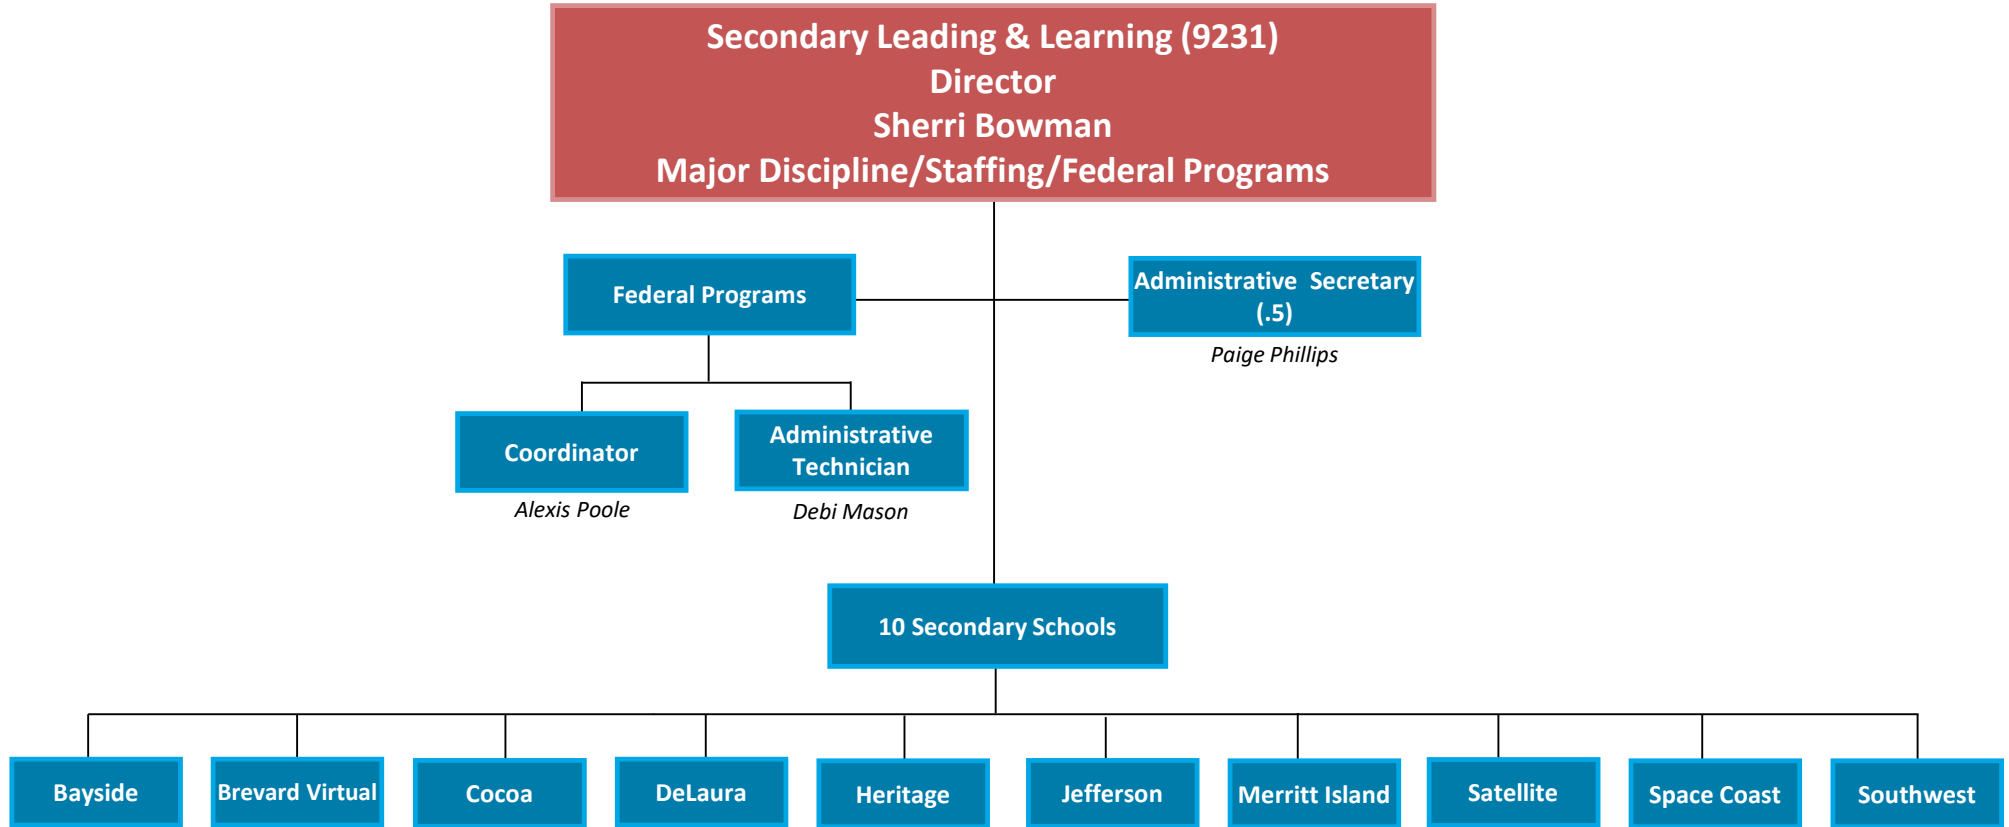 Secondary Leading & Learning (9231)
Director
Sherri Bowman
Major Discipline/Staffing/Federal Programs
Federal Programs
Administrative Secretary
(.5)
Paige Phillips
Coordinator
Alexis Poole
Administrative
Technician
Debi Mason
10 Secondary Schools
Bayside
Brevard Virtual
Cocoa
DeLaura
Heritage
Jefferson
Merritt Island
Satellite
Space Coast
Southwest